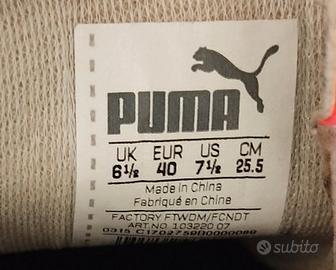 PUMA
UK EUR US CM
6½ 40 7½ 25.5
Made in China
Fabriqué en Chine
FACTORY FTWDM/FCNDT
ART.NO. 103220 07
subito